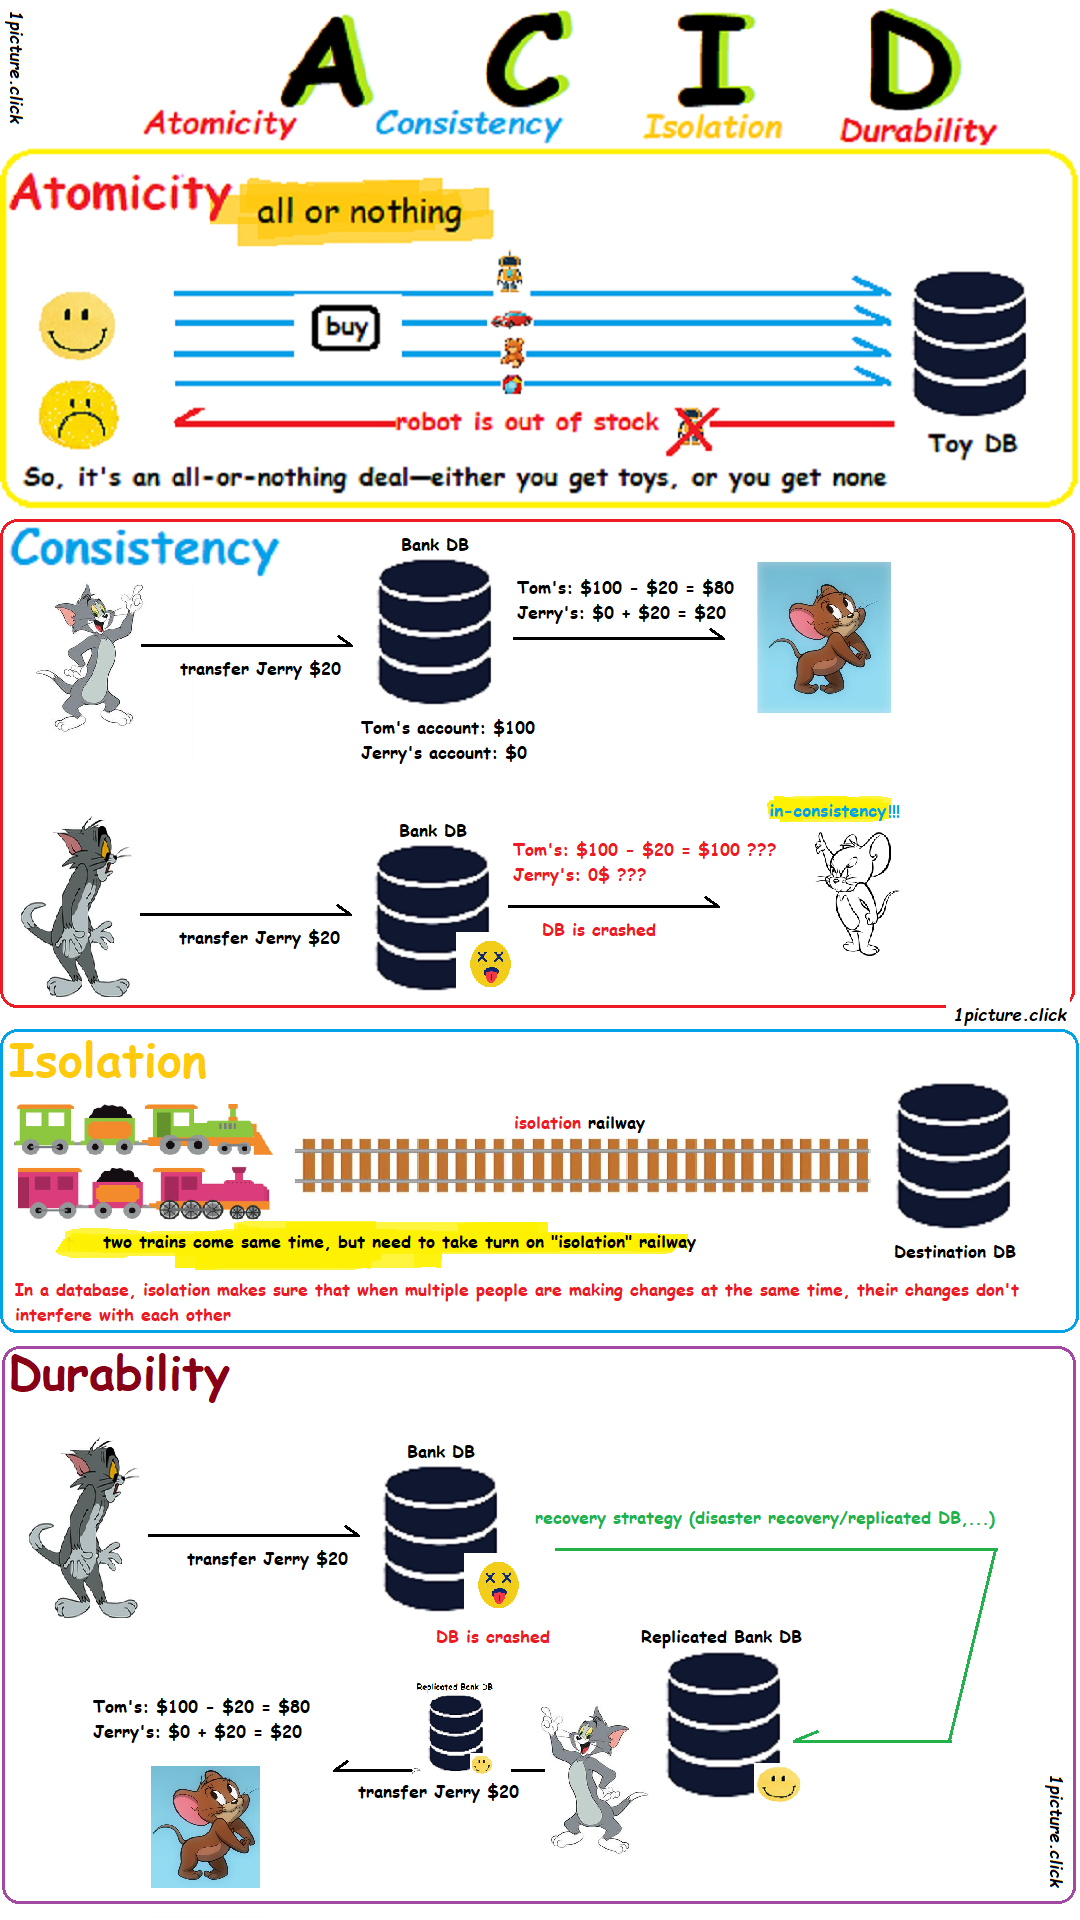 1picture.click
A C I D
Atomicity Consistency Isolation Durability
Atomicity
all or nothing
buy
robot is out of stock
Toy DB
So, it's an all-or-nothing deal—either you get toys, or you get none
Consistency
Bank DB
Tom's: $100 - $20 = $80
Jerry's: $0 + $20 = $20
transfer Jerry $20
Tom's account: $100
Jerry's account: $0
in-consistency!!!
Bank DB
Tom's: $100 - $20 = $100 ???
Jerry's: 0$ ???
transfer Jerry $20
DB is crashed
1picture.click
Isolation
isolation railway
two trains come same time, but need to take turn on "isolation" railway
Destination DB
In a database, isolation makes sure that when multiple people are making changes at the same time, their changes don't
interfere with each other
Durability
Bank DB
recovery strategy (disaster recovery/replicated DB,...)
transfer Jerry $20
DB is crashed
Replicated Bank DB
Replicated Bank DB
Tom's: $100 - $20 = $80
Jerry's: $0 + $20 = $20
transfer Jerry $20
1picture.click